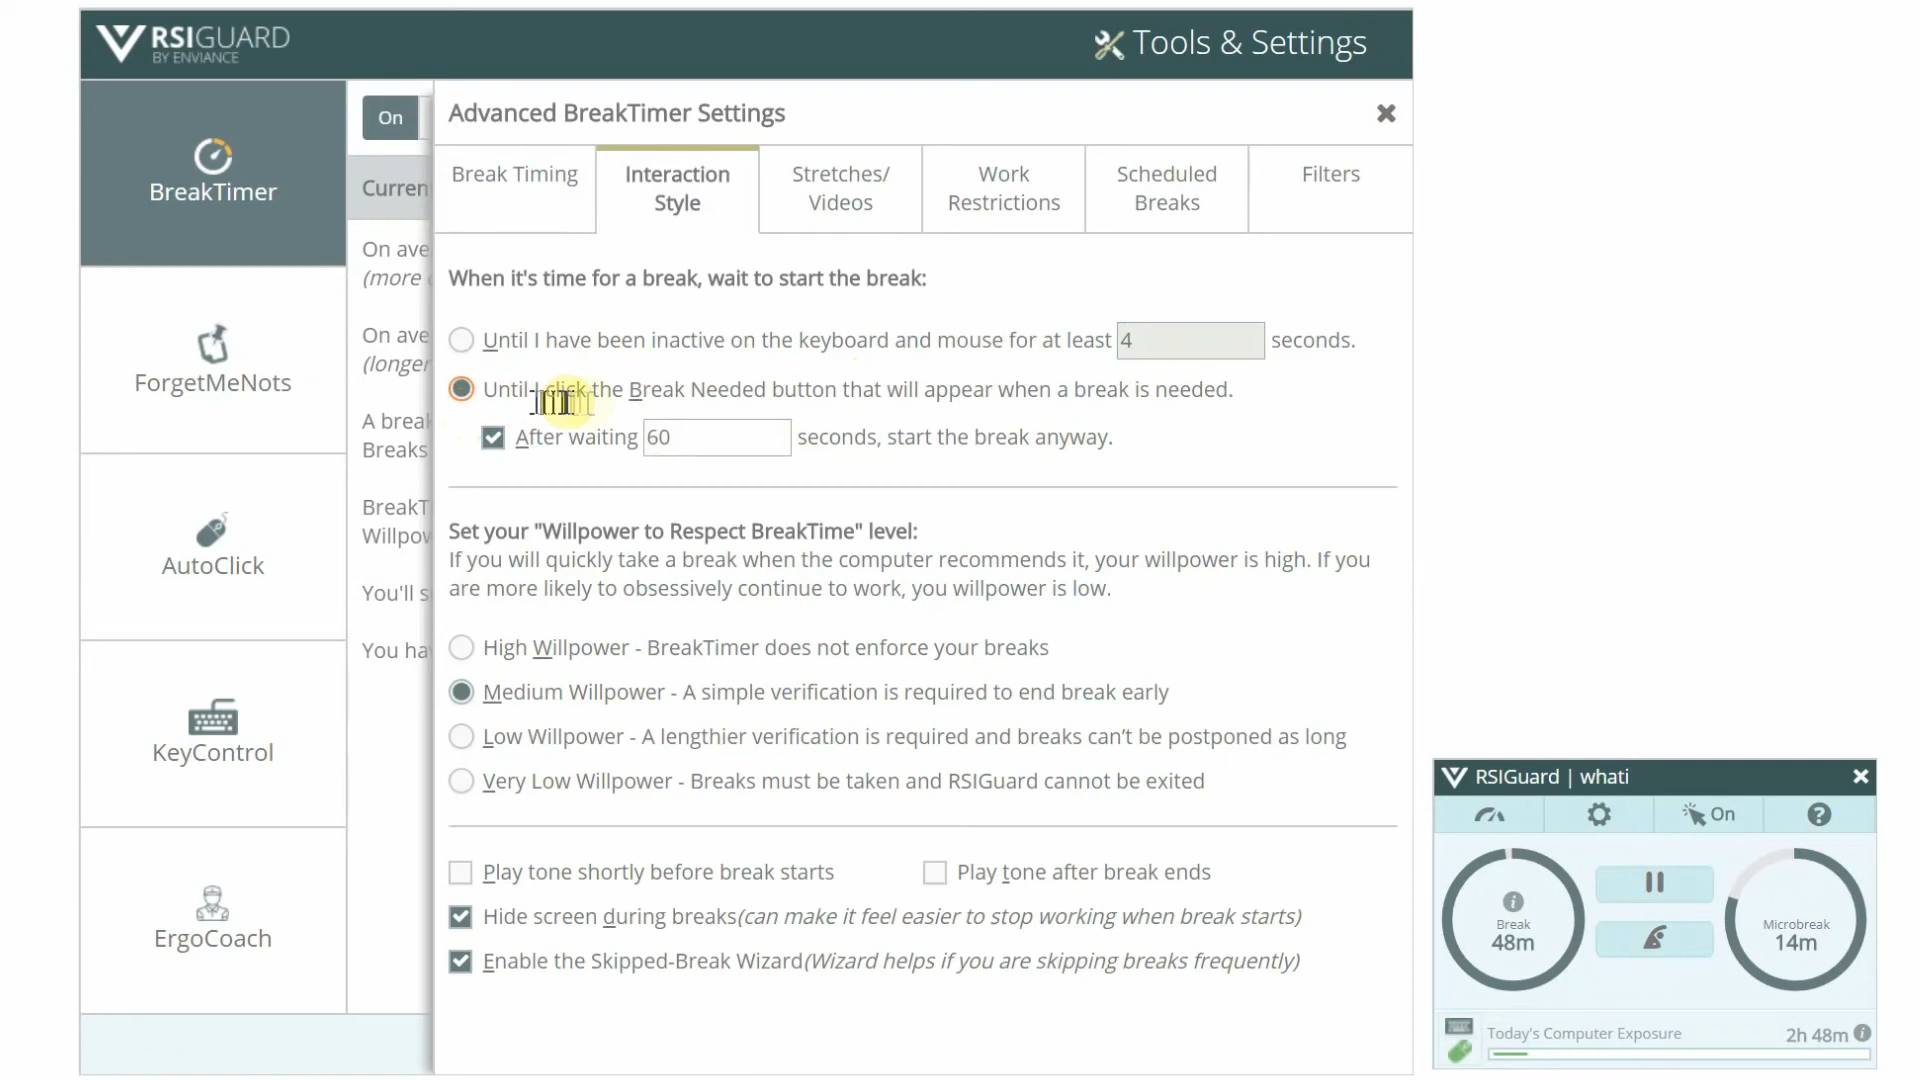 RSIGUARD
BY ENVIANCE
Tools & Settings
BreakTimer
ForgetMeNots
AutoClick
KeyControl
ErgoCoach
On
Curren
On ave
(more
On ave
(longer
A break
Breaks
BreakT
Willpow
You'll s
You ha
Advanced BreakTimer Settings
Break Timing
Interaction
Style
Stretches/
Videos
Work
Restrictions
Scheduled
Breaks
Filters
When it's time for a break, wait to start the break:
Until I have been inactive on the keyboard and mouse for at least 4 seconds.
Until I click the Break Needed button that will appear when a break is needed.
After waiting 60 seconds, start the break anyway.
Set your "Willpower to Respect BreakTime" level:
If you will quickly take a break when the computer recommends it, your willpower is high. If you
are more likely to obsessively continue to work, you willpower is low.
High Willpower - BreakTimer does not enforce your breaks
Medium Willpower - A simple verification is required to end break early
Low Willpower - A lengthier verification is required and breaks can't be postponed as long
Very Low Willpower - Breaks must be taken and RSIGuard cannot be exited
Play tone shortly before break starts
Play tone after break ends
Hide screen during breaks(can make it feel easier to stop working when break starts)
Enable the Skipped-Break Wizard(Wizard helps if you are skipping breaks frequently)
RSIGuard | whati
On
Break
48m
Microbreak
14m
Today's Computer Exposure
2h 48m